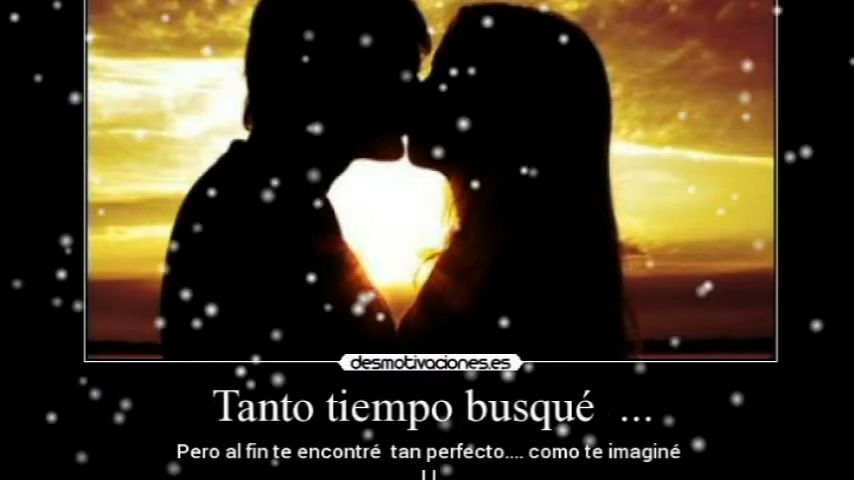 desmotivaciones.es
Tanto tiempo busqué ...
Pero al fin te encontré tan perfecto.... como te imaginé